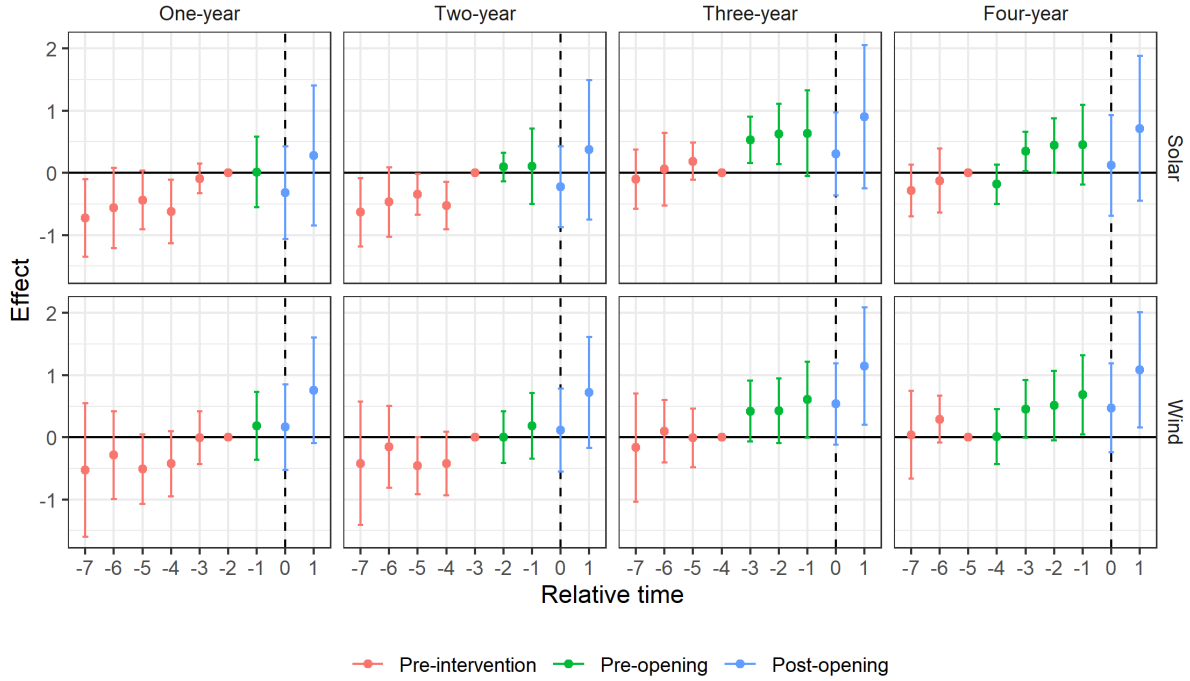 One-year Two-year Three-year Four-year
2
1
0
-1
Solar
Effect
2
1
0
-1
Wind
-7 -6 -5 -4 -3 -2 -1 0 1 -7 -6 -5 -4 -3 -2 -1 0 1 -7 -6 -5 -4 -3 -2 -1 0 1 -7 -6 -5 -4 -3 -2 -1 0 1
Relative time
Pre-intervention Pre-opening Post-opening